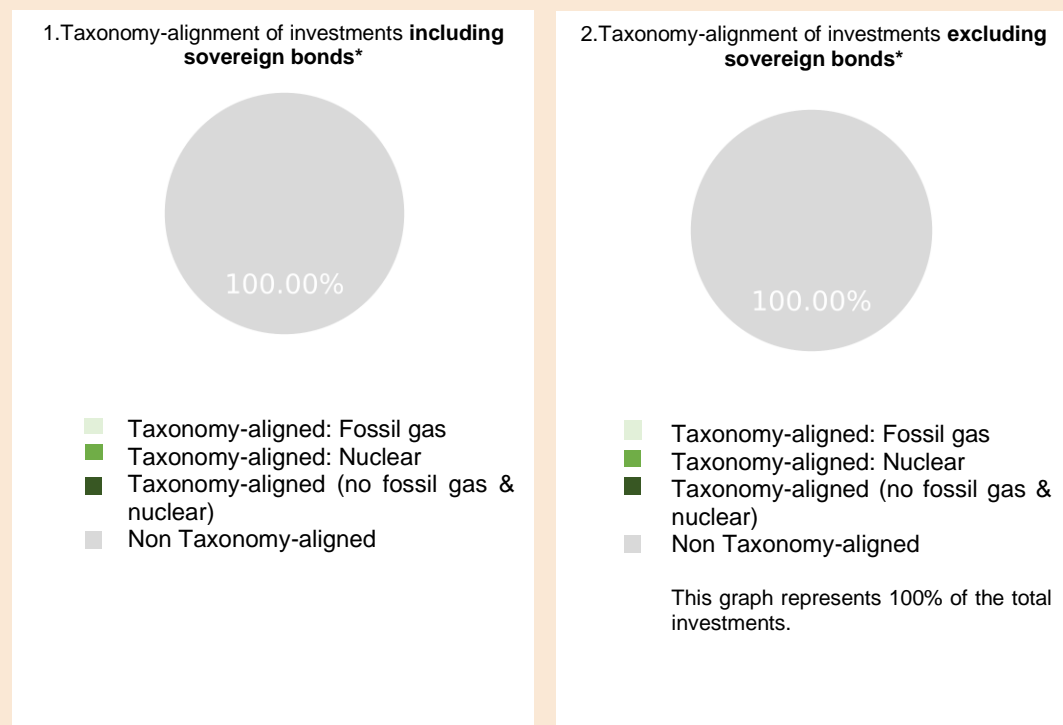 1.Taxonomy-alignment of investments including
sovereign bonds*
100.00%
Taxonomy-aligned: Fossil gas
Taxonomy-aligned: Nuclear
Taxonomy-aligned (no fossil gas &
nuclear)
Non Taxonomy-aligned
2.Taxonomy-alignment of investments excluding
sovereign bonds*
100.00%
Taxonomy-aligned: Fossil gas
Taxonomy-aligned: Nuclear
Taxonomy-aligned (no fossil gas &
nuclear)
Non Taxonomy-aligned
This graph represents 100% of the total
investments.